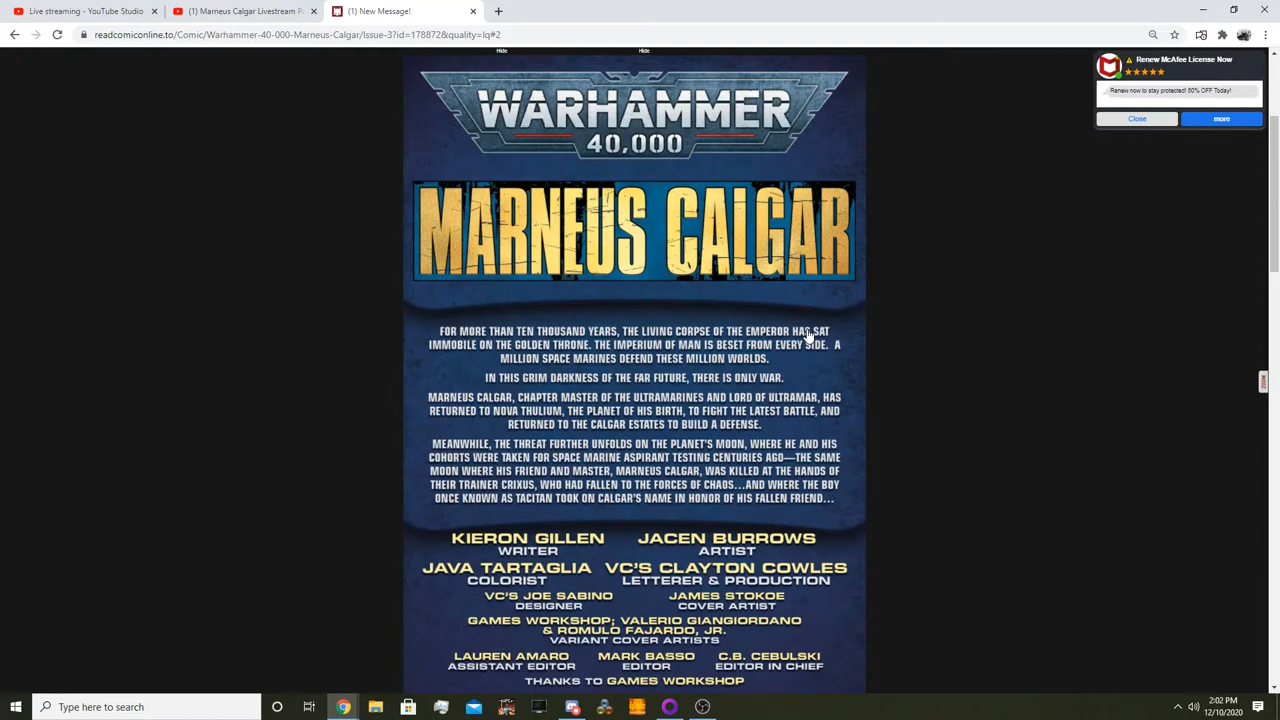 Live streaming - YouTube Studio
(1) Marneus Calgar Livestream Pa
(1) New Message!
readcomiconline.to/Comic/Warhammer-40-000-Marneus-Calgar/Issue-3?id=178872&quality=lq#2
Hide
Hide
Renew McAfee License Now
Renew now to stay protected! 50% OFF Today!
Close
more
WARHAMMER
40,000
MARNEUS CALGAR
FOR MORE THAN TEN THOUSAND YEARS, THE LIVING CORPSE OF THE EMPEROR HAS SAT
IMMOBILE ON THE GOLDEN THRONE. THE IMPERIUM OF MAN IS BESET FROM EVERY SIDE. A
MILLION SPACE MARINES DEFEND THESE MILLION WORLDS.
IN THIS GRIM DARKNESS OF THE FAR FUTURE, THERE IS ONLY WAR.
MARNEUS CALGAR, CHAPTER MASTER OF THE ULTRAMARINES AND LORD OF ULTRAMAR, HAS
RETURNED TO NOVA THULIUM, THE PLANET OF HIS BIRTH, TO FIGHT THE LATEST BATTLE, AND
RETURNED TO THE CALGAR ESTATES TO BUILD A DEFENSE.
MEANWHILE, THE THREAT FURTHER UNFOLDS ON THE PLANET'S MOON, WHERE HE AND HIS
COHORTS WERE TAKEN FOR SPACE MARINE ASPIRANT TESTING CENTURIES AGO—THE SAME
MOON WHERE HIS FRIEND AND MASTER, MARNEUS CALGAR, WAS KILLED AT THE HANDS OF
THEIR TRAINER CRIXUS, WHO HAD FALLEN TO THE FORCES OF CHAOS...AND WHERE THE BOY
ONCE KNOWN AS TACITAN TOOK ON CALGAR'S NAME IN HONOR OF HIS FALLEN FRIEND...
KIERON GILLEN
WRITER
JACEN BURROWS
ARTIST
JAVA TARTAGLIA
COLORIST
VC'S CLAYTON COWLES
LETTERER & PRODUCTION
VC'S JOE SABINO
DESIGNER
JAMES STOKOE
COVER ARTIST
GAMES WORKSHOP; VALERIO GIANGIORDANO
& ROMULO FAJARDO, JR.
VARIANT COVER ARTISTS
LAUREN AMARO
ASSISTANT EDITOR
MARK BASSO
EDITOR
C.B. CEBULSKI
EDITOR IN CHIEF
THANKS TO GAMES WORKSHOP
ZOOM
Type here to search
2:02 PM
12/10/2020